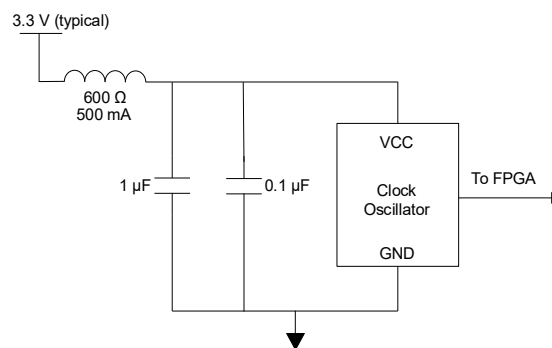 3.3 V (typical)
600 Ω
500 mA
1 µF
0.1 µF
VCC
Clock
Oscillator
GND
To FPGA